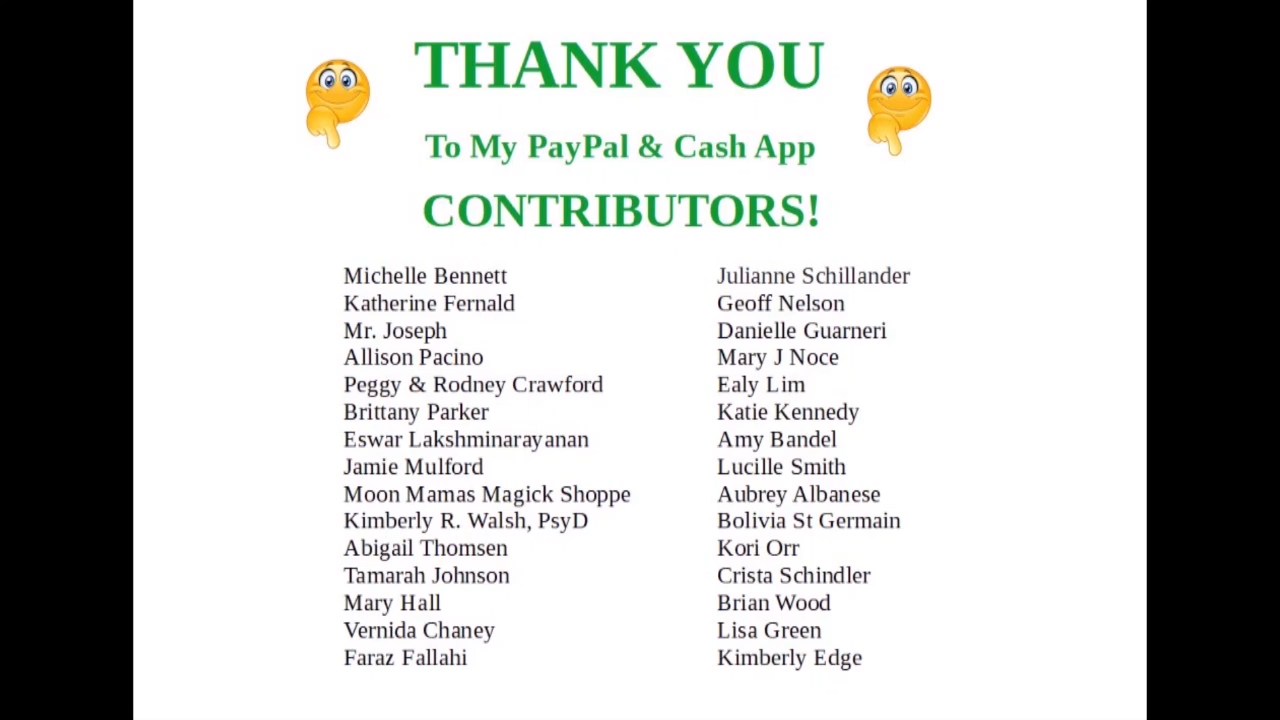 THANK YOU
To My PayPal & Cash App
CONTRIBUTORS!
Michelle Bennett
Katherine Fernald
Mr. Joseph
Allison Pacino
Peggy & Rodney Crawford
Brittany Parker
Eswar Lakshminarayanan
Jamie Mulford
Moon Mamas Magick Shoppe
Kimberly R. Walsh, PsyD
Abigail Thomsen
Tamarah Johnson
Mary Hall
Vernida Chaney
Faraz Fallahi
Julianne Schillander
Geoff Nelson
Danielle Guarneri
Mary J Noce
Ealy Lim
Katie Kennedy
Amy Bandel
Lucille Smith
Aubrey Albanese
Bolivia St Germain
Kori Orr
Crista Schindler
Brian Wood
Lisa Green
Kimberly Edge